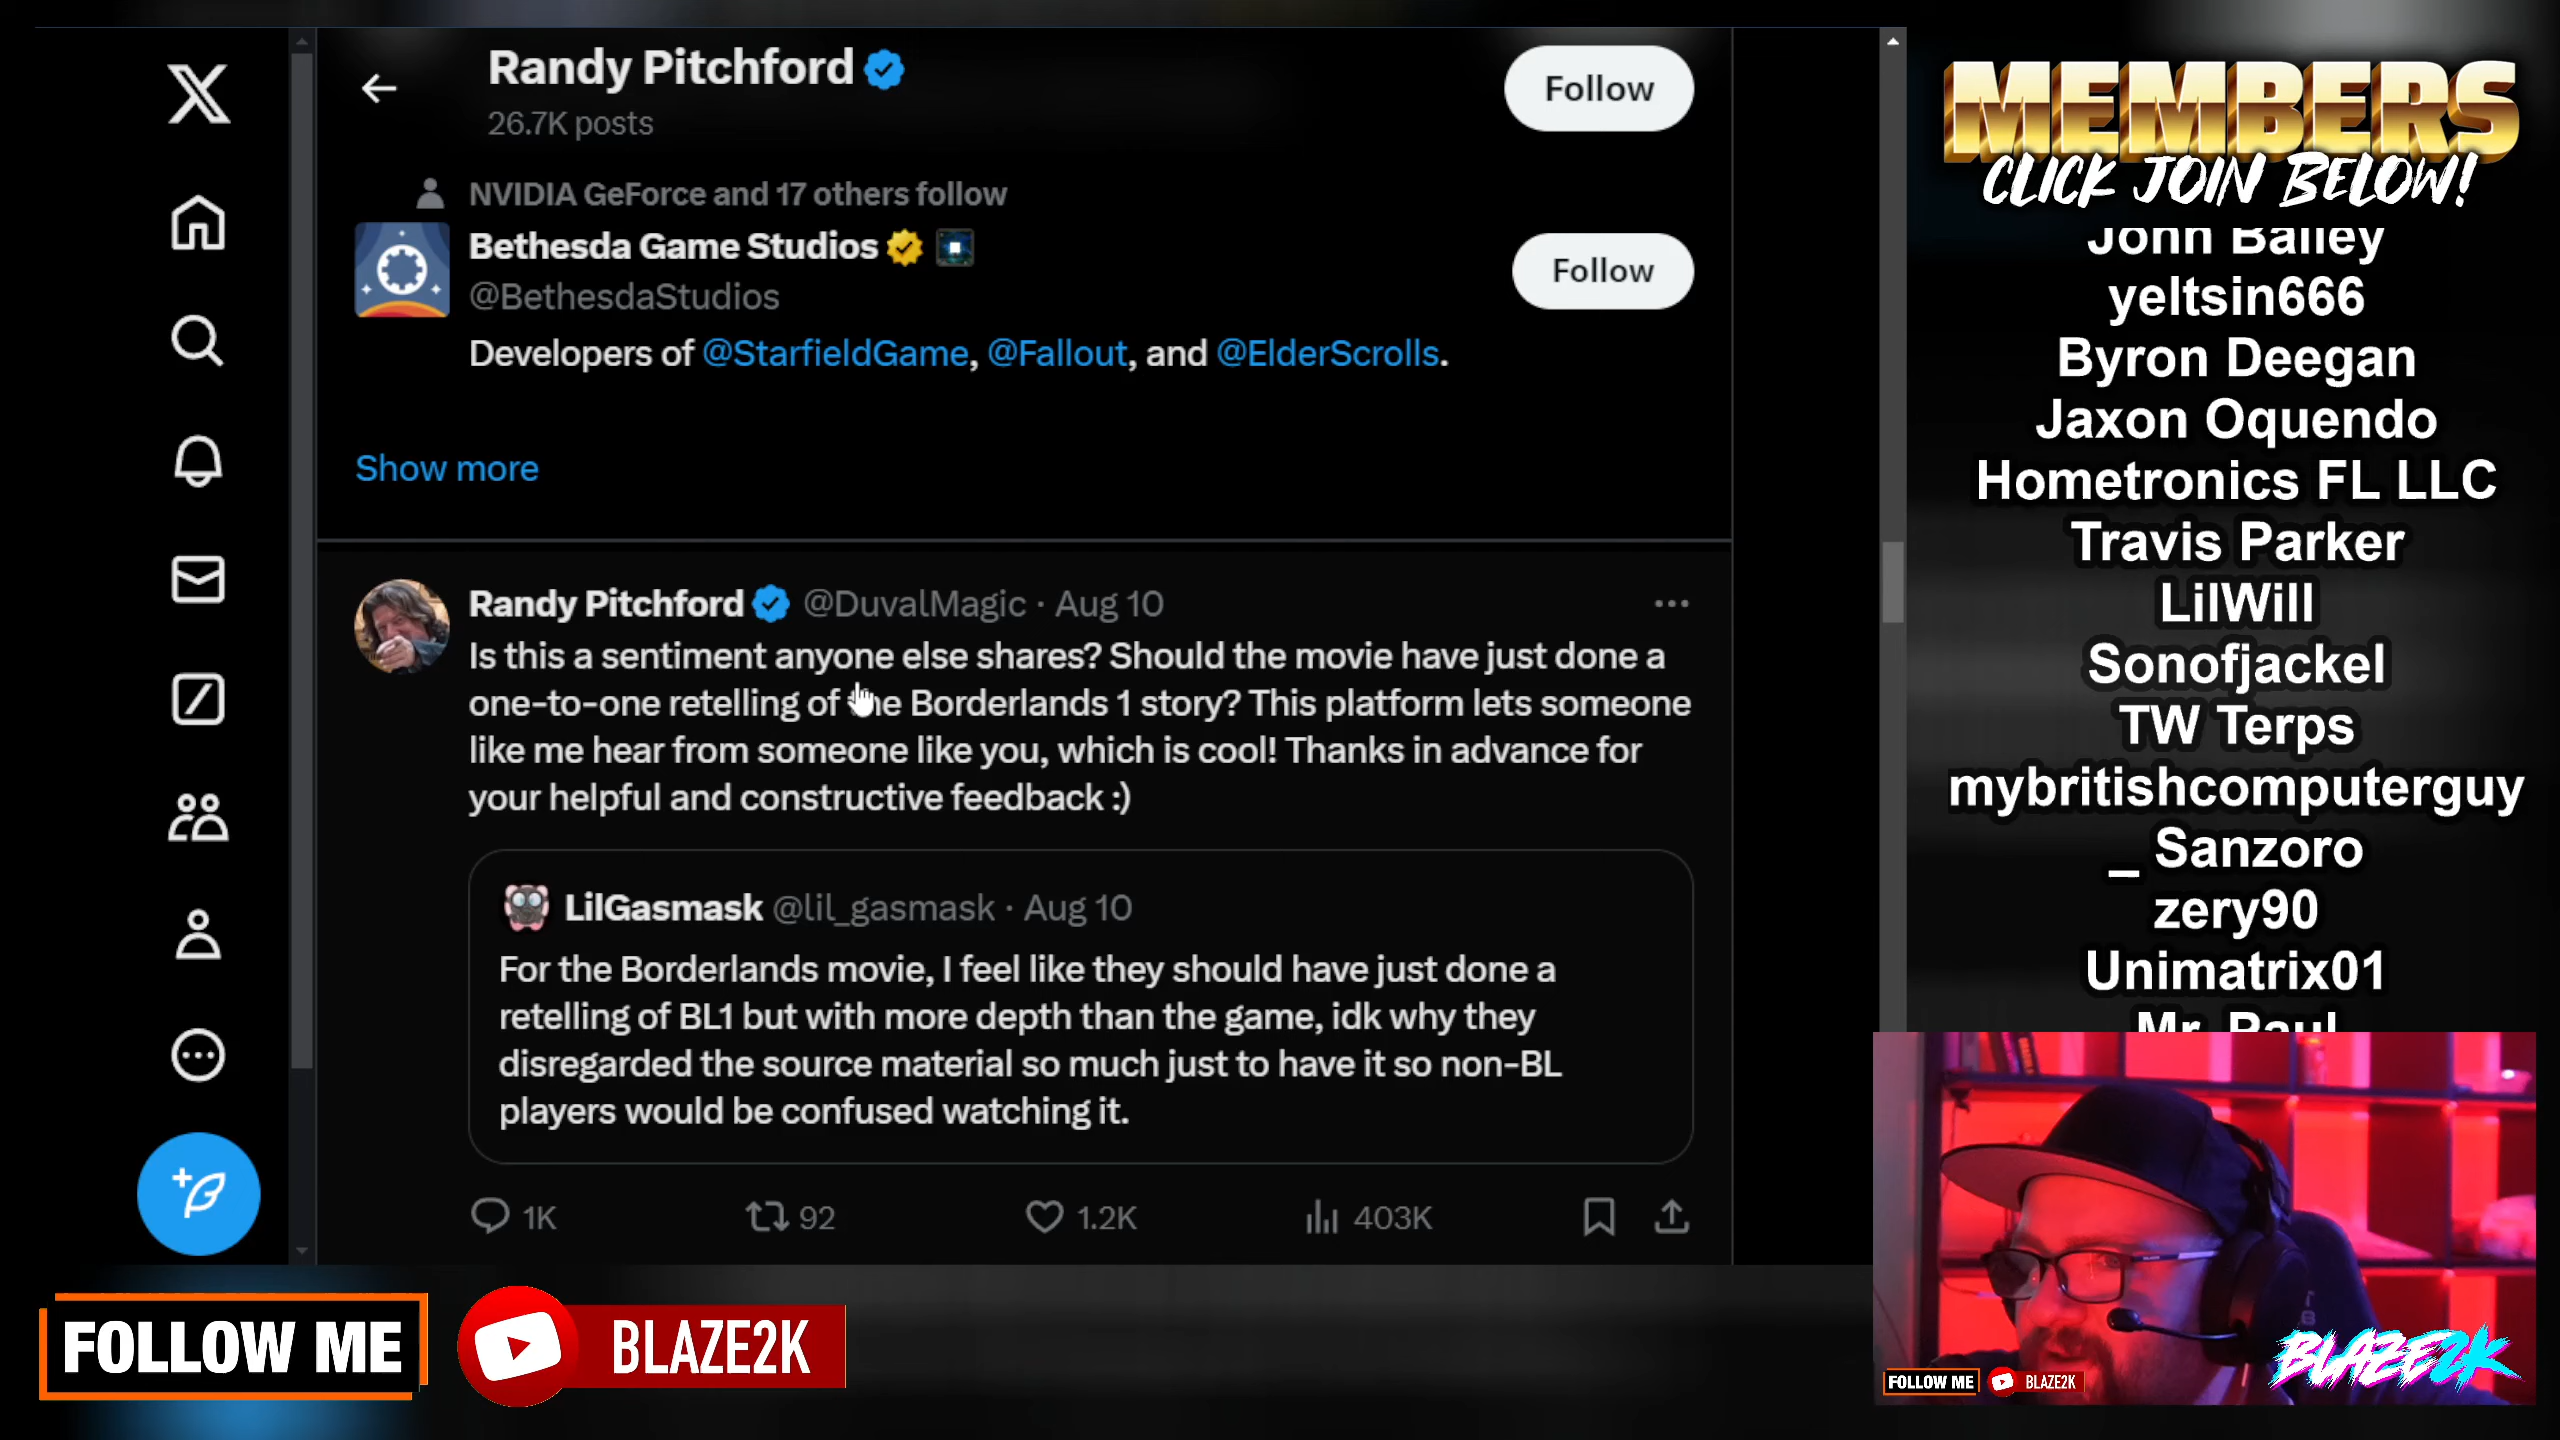 Randy Pitchford
26.7K posts
Follow
NVIDIA GeForce and 17 others follow
Bethesda Game Studios
@BethesdaStudios
Follow
Developers of @StarfieldGame, @Fallout, and @ElderScrolls.
Show more
Randy Pitchford @DuvalMagic · Aug 10
Is this a sentiment anyone else shares? Should the movie have just done a
one-to-one retelling of the Borderlands 1 story? This platform lets someone
like me hear from someone like you, which is cool! Thanks in advance for
your helpful and constructive feedback :)
LilGasmask @lil_gasmask · Aug 10
For the Borderlands movie, I feel like they should have just done a
retelling of BL1 but with more depth than the game, idk why they
disregarded the source material so much just to have it so non-BL
players would be confused watching it.
1K 92 1.2K 403K
FOLLOW ME
BLAZE2K
MEMBERS
CLICK JOIN BELOW!
John Bailey
yeltsin666
Byron Deegan
Jaxon Oquendo
Hometronics FL LLC
Travis Parker
LilWill
Sonofjackel
TW Terps
mybritishcomputerguy
_ Sanzoro
zery90
Unimatrix01
Mr. Paul
FOLLOW ME
BLAZE2K
BLAZE2K